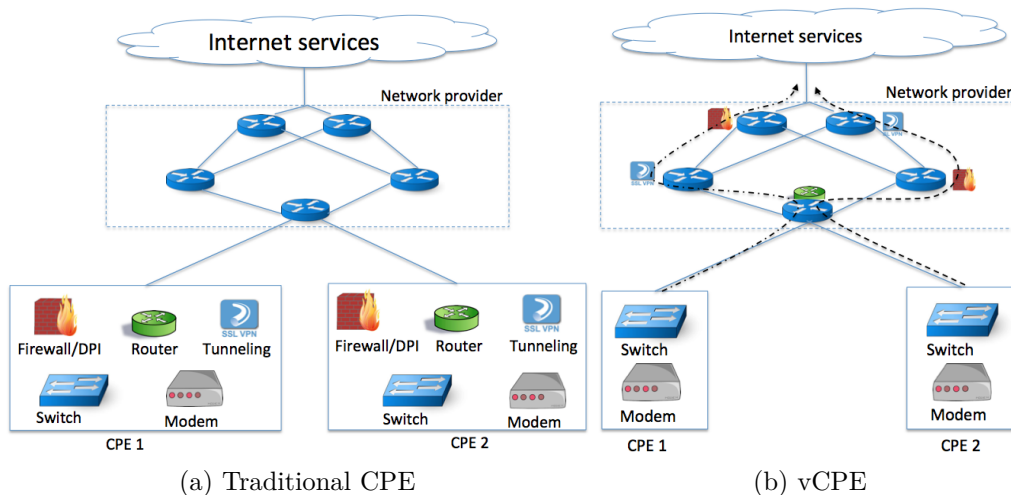 Internet services
Network provider
SSL VPN
Firewall/DPI
Router
Tunneling
Switch
Modem
CPE 1
SSL VPN
Firewall/DPI
Router
Tunneling
Switch
Modem
CPE 2
(a) Traditional CPE
Internet services
Network provider
SSL VPN
SSL VPN
Switch
Modem
CPE 1
Switch
Modem
CPE 2
(b) vCPE